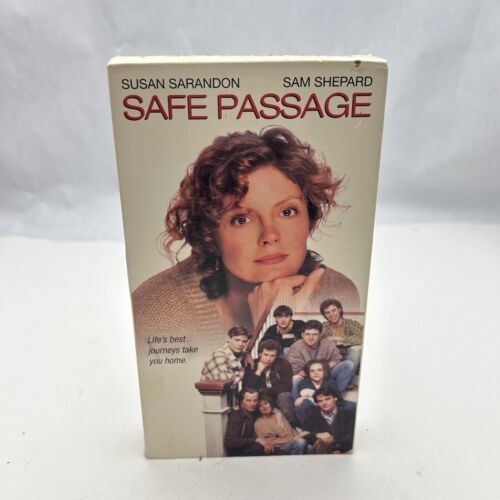 SUSAN SARANDON SAM SHEPARD
SAFE PASSAGE
Life's best
journeys take
you home.